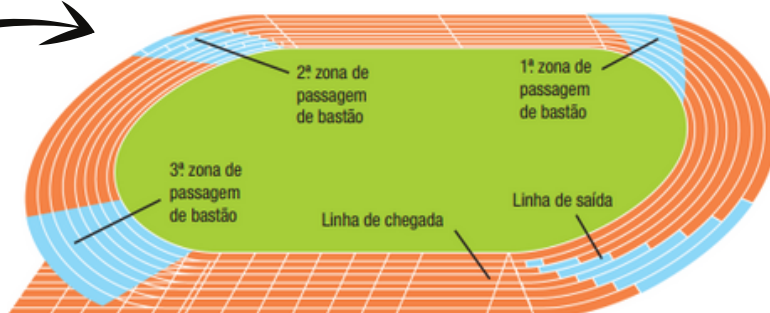 2ª zona de
passagem
de bastão
1ª zona de
passagem
de bastão
3ª zona de
passagem
de bastão
Linha de chegada
Linha de saída